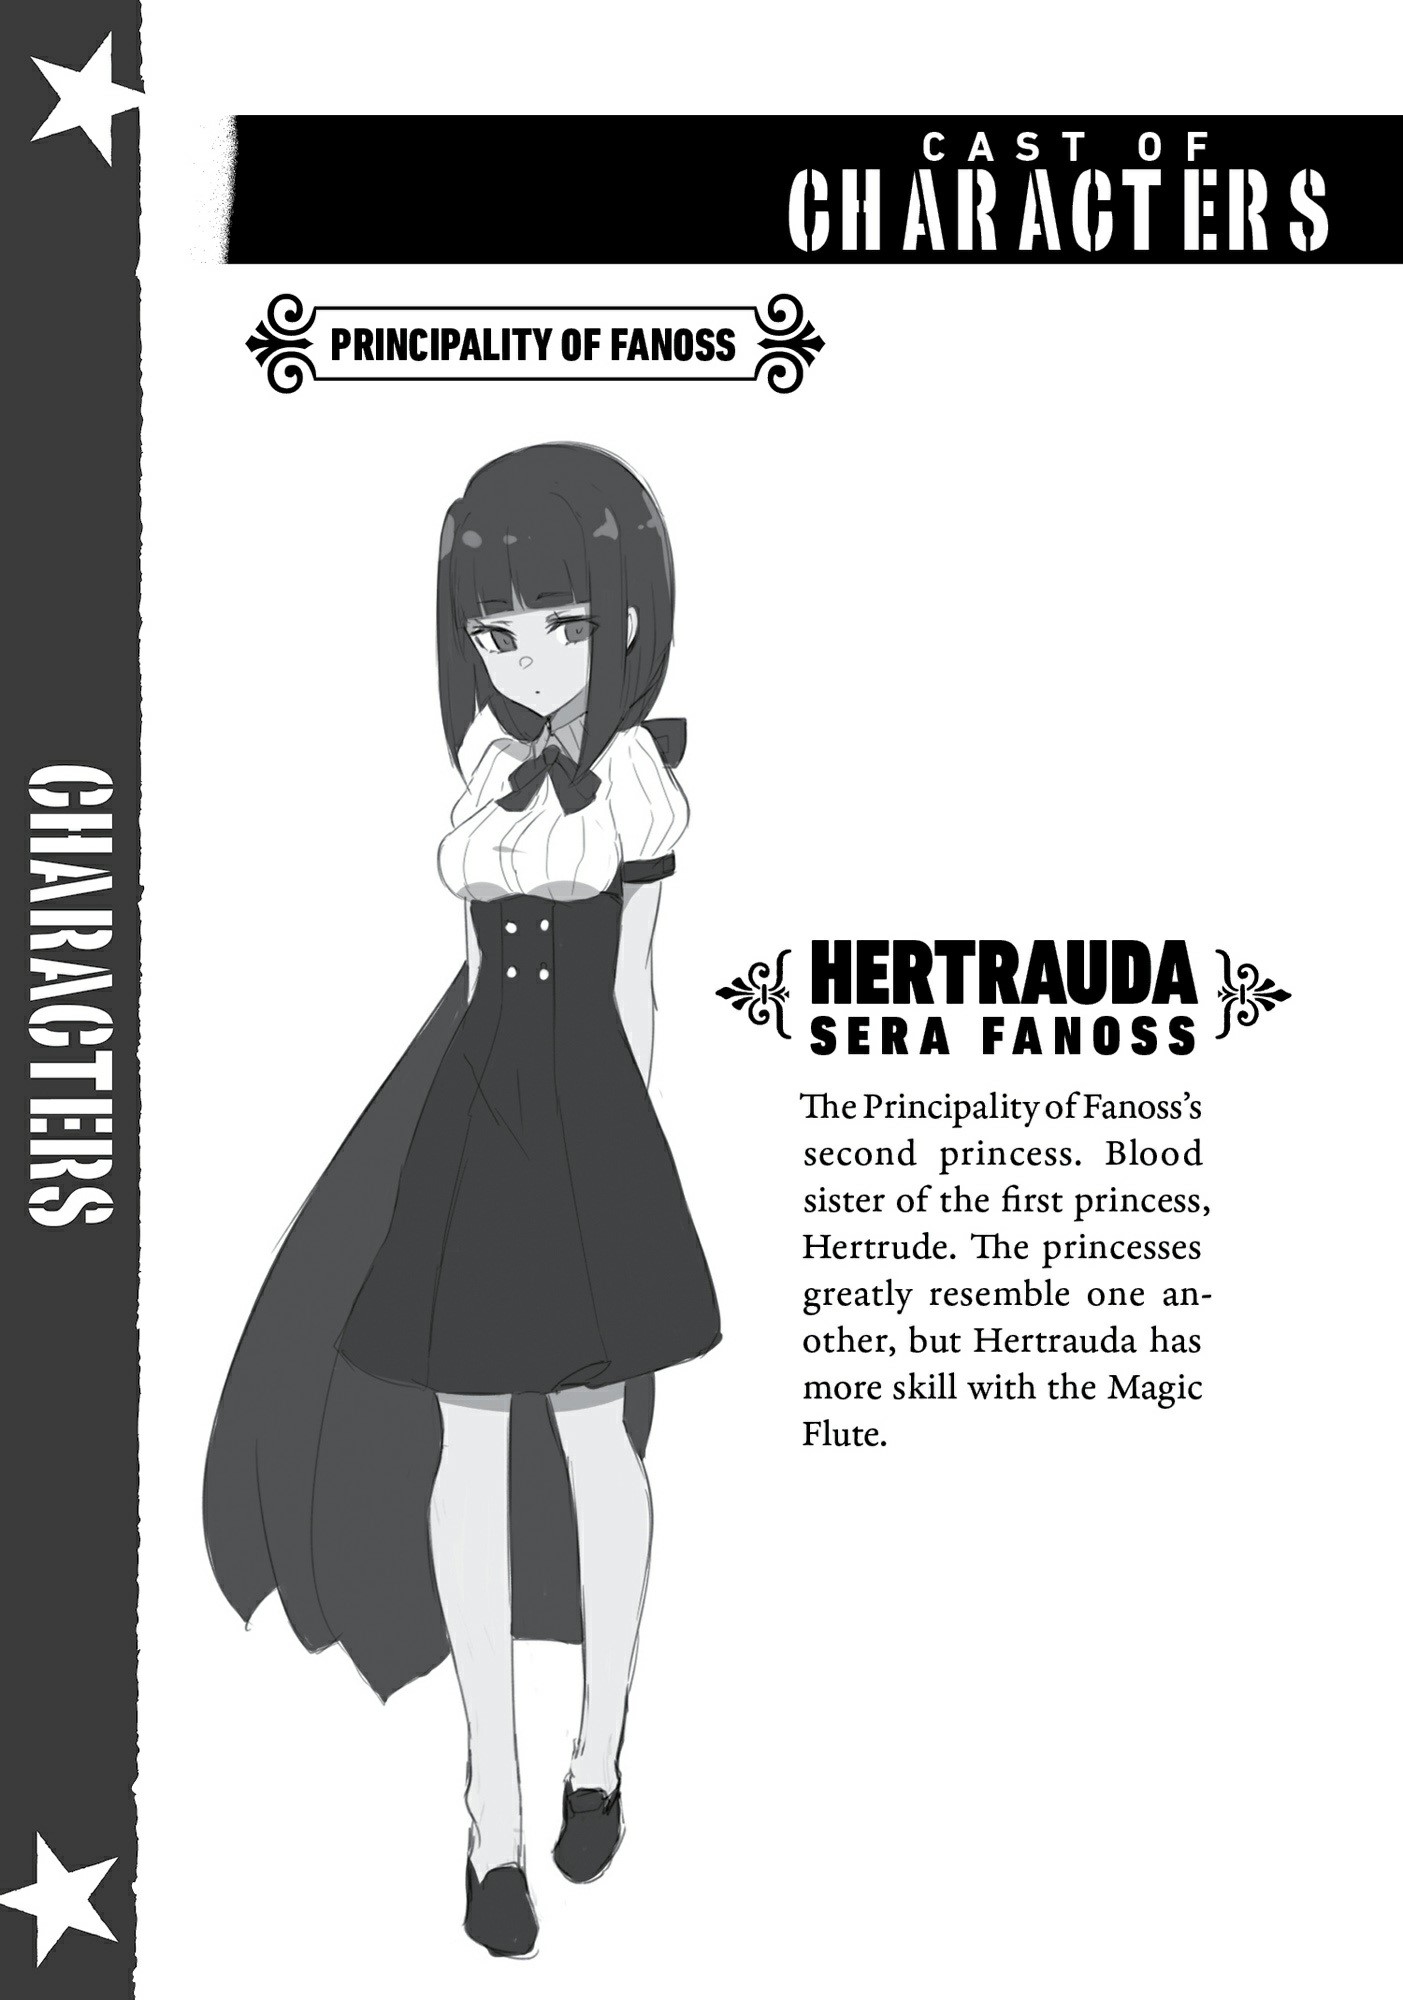 CAST OF
CHARACTERS
PRINCIPALITY OF FANOSS
CHARACTERS
HERTRAUDA
SERA FANOSS
The Principality of Fanoss’s
second princess. Blood
sister of the first princess,
Hertrude. The princesses
greatly resemble one an-
other, but Hertrauda has
more skill with the Magic
Flute.